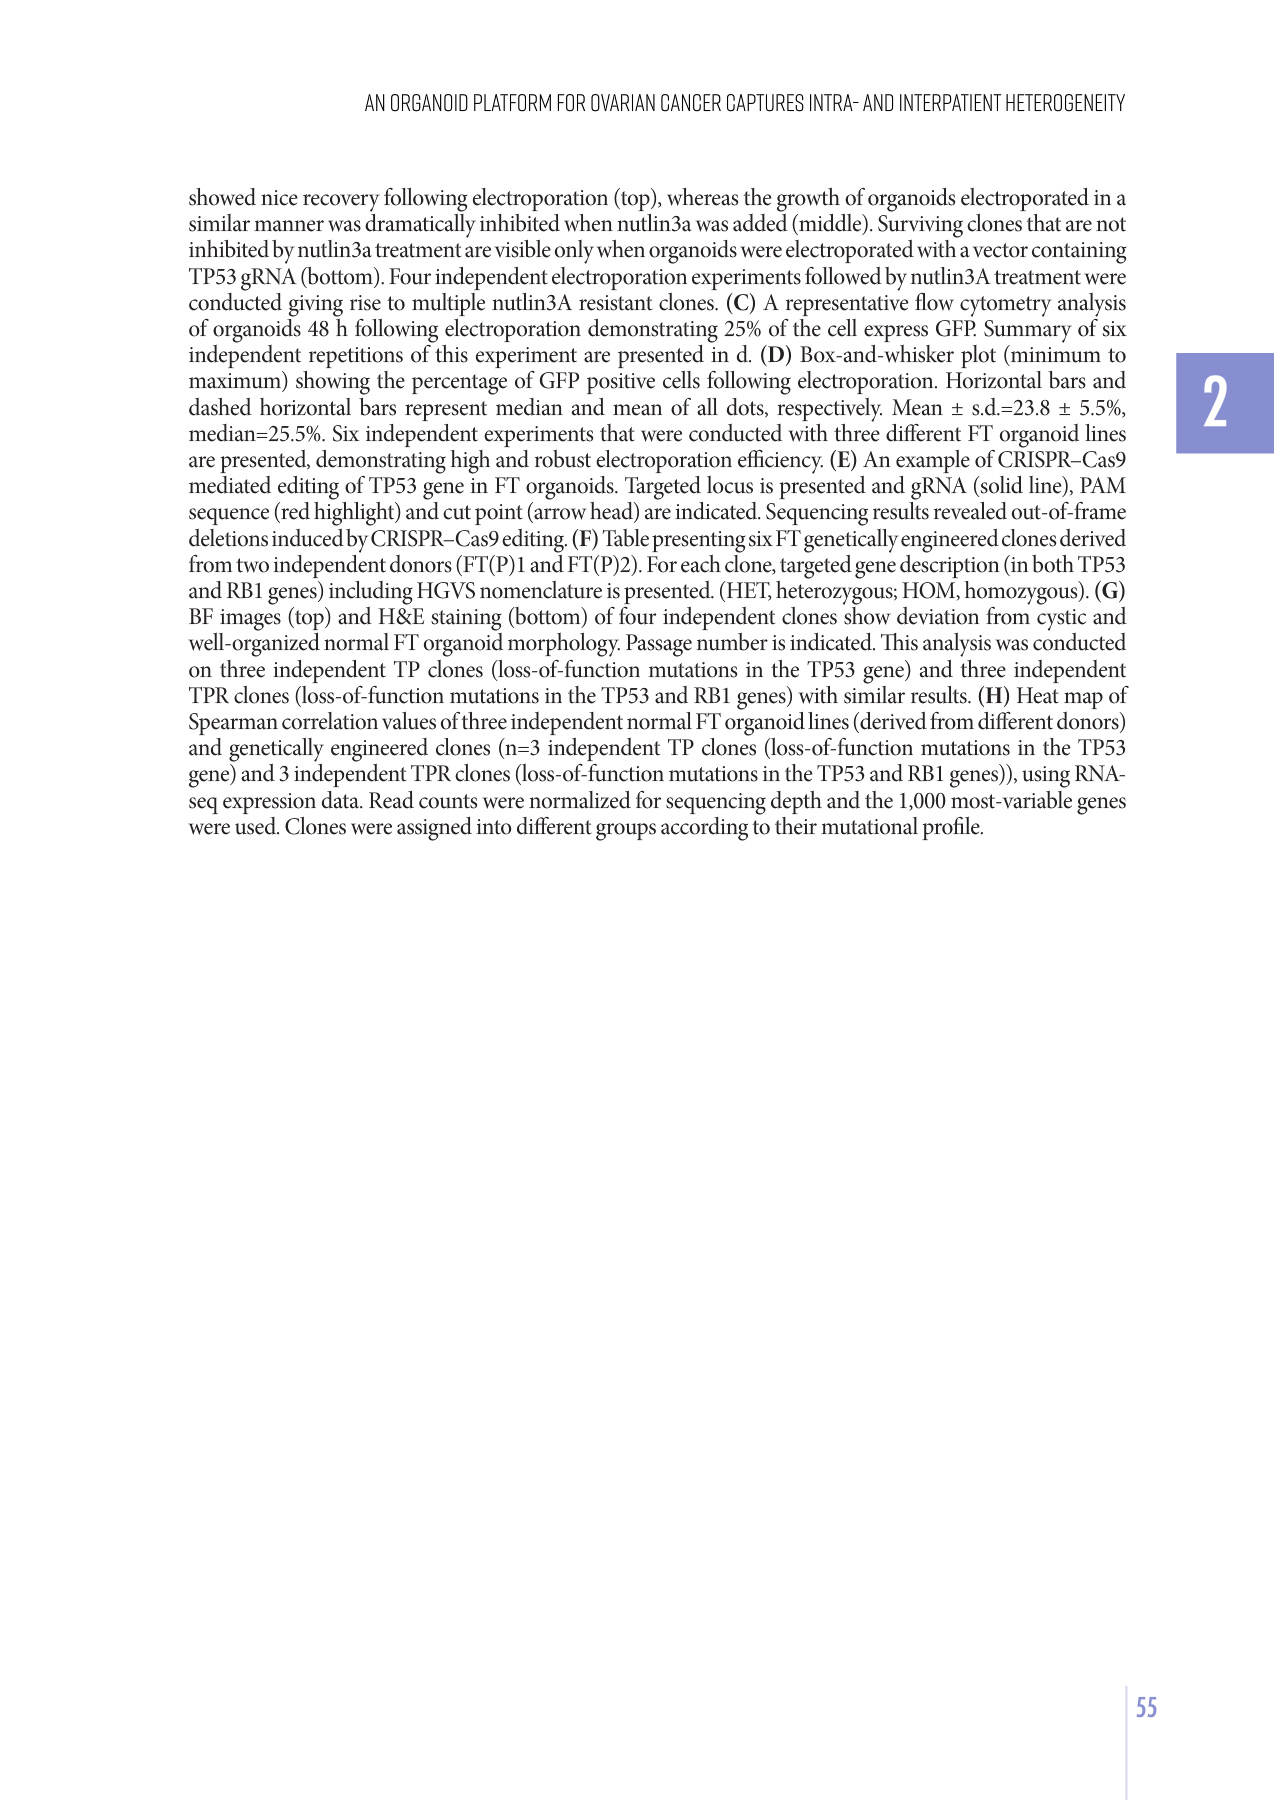 AN ORGANOID PLATFORM FOR OVARIAN CANCER CAPTURES INTRA- AND INTERPATIENT HETEROGENEITY
showed nice recovery following electroporation (top), whereas the growth of organoids electroporated in a
similar manner was dramatically inhibited when nutlin3a was added (middle). Surviving clones that are not
inhibited by nutlin3a treatment are visible only when organoids were electroporated with a vector containing
TP53 gRNA (bottom). Four independent electroporation experiments followed by nutlin3A treatment were
conducted giving rise to multiple nutlin3A resistant clones. (C) A representative flow cytometry analysis
of organoids 48 h following electroporation demonstrating 25% of the cell express GFP. Summary of six
independent repetitions of this experiment are presented in d. (D) Box-and-whisker plot (minimum to
maximum) showing the percentage of GFP positive cells following electroporation. Horizontal bars and
dashed horizontal bars represent median and mean of all dots, respectively. Mean ± s.d.=23.8 ± 5.5%,
median=25.5%. Six independent experiments that were conducted with three different FT organoid lines
are presented, demonstrating high and robust electroporation efficiency. (E) An example of CRISPR–Cas9
mediated editing of TP53 gene in FT organoids. Targeted locus is presented and gRNA (solid line), PAM
sequence (red highlight) and cut point (arrow head) are indicated. Sequencing results revealed out-of-frame
deletions induced by CRISPR–Cas9 editing. (F) Table presenting six FT genetically engineered clones derived
from two independent donors (FT(P)1 and FT(P)2). For each clone, targeted gene description (in both TP53
and RB1 genes) including HGVS nomenclature is presented. (HET, heterozygous; HOM, homozygous). (G)
BF images (top) and H&E staining (bottom) of four independent clones show deviation from cystic and
well-organized normal FT organoid morphology. Passage number is indicated. This analysis was conducted
on three independent TP clones (loss-of-function mutations in the TP53 gene) and three independent
TPR clones (loss-of-function mutations in the TP53 and RB1 genes) with similar results. (H) Heat map of
Spearman correlation values of three independent normal FT organoid lines (derived from different donors)
and genetically engineered clones (n=3 independent TP clones (loss-of-function mutations in the TP53
gene) and 3 independent TPR clones (loss-of-function mutations in the TP53 and RB1 genes)), using RNA-
seq expression data. Read counts were normalized for sequencing depth and the 1,000 most-variable genes
were used. Clones were assigned into different groups according to their mutational profile.
2
55